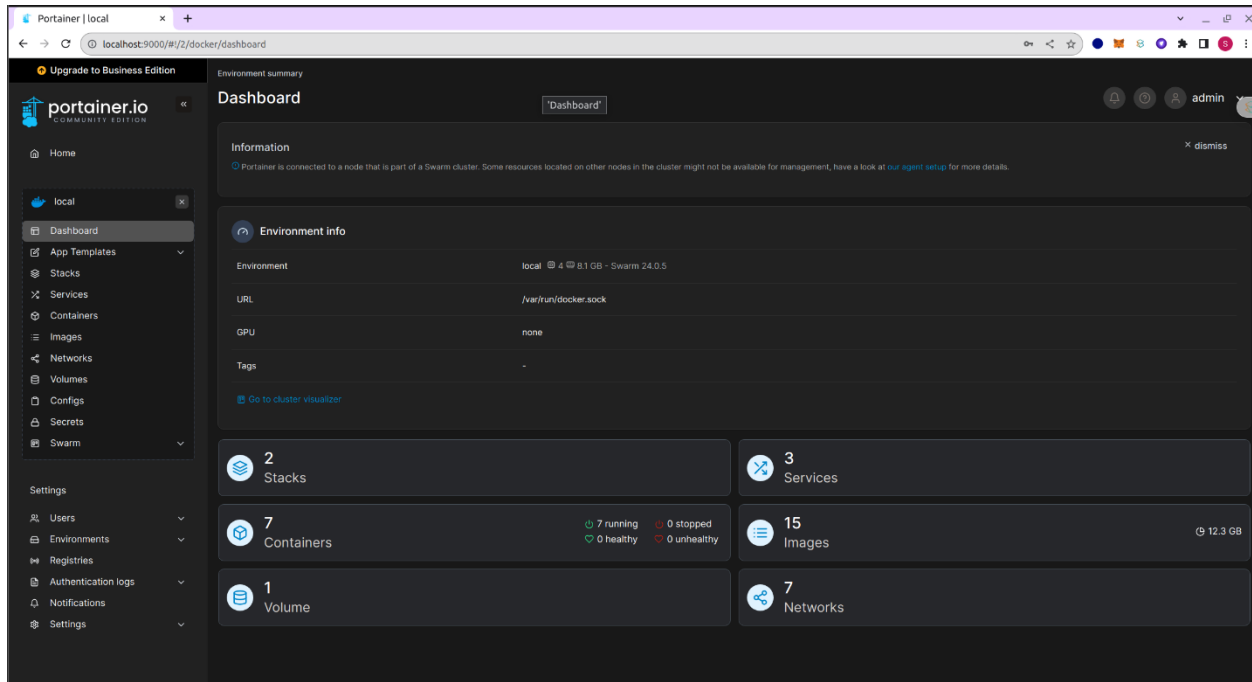 Portainer | local
localhost:9000/#!/2/docker/dashboard
S
Upgrade to Business Edition
portainer.io
COMMUNITY EDITION
Home
local
Dashboard
App Templates
Stacks
Services
Containers
Images
Networks
Volumes
Configs
Secrets
Swarm
Settings
Users
Environments
Registries
Authentication logs
Notifications
Settings
Environment summary
Dashboard
'Dashboard'
admin
Information
dismiss
Portainer is connected to a node that is part of a Swarm cluster. Some resources located on other nodes in the cluster might not be available for management, have a look at our agent setup for more details.
Environment info
Environment local 4 8.1 GB - Swarm 24.0.5
URL /var/run/docker.sock
GPU none
Tags -
Go to cluster visualizer
2
Stacks
3
Services
7
Containers
7 running 0 stopped
0 healthy 0 unhealthy
15
Images
12.3 GB
1
Volume
7
Networks